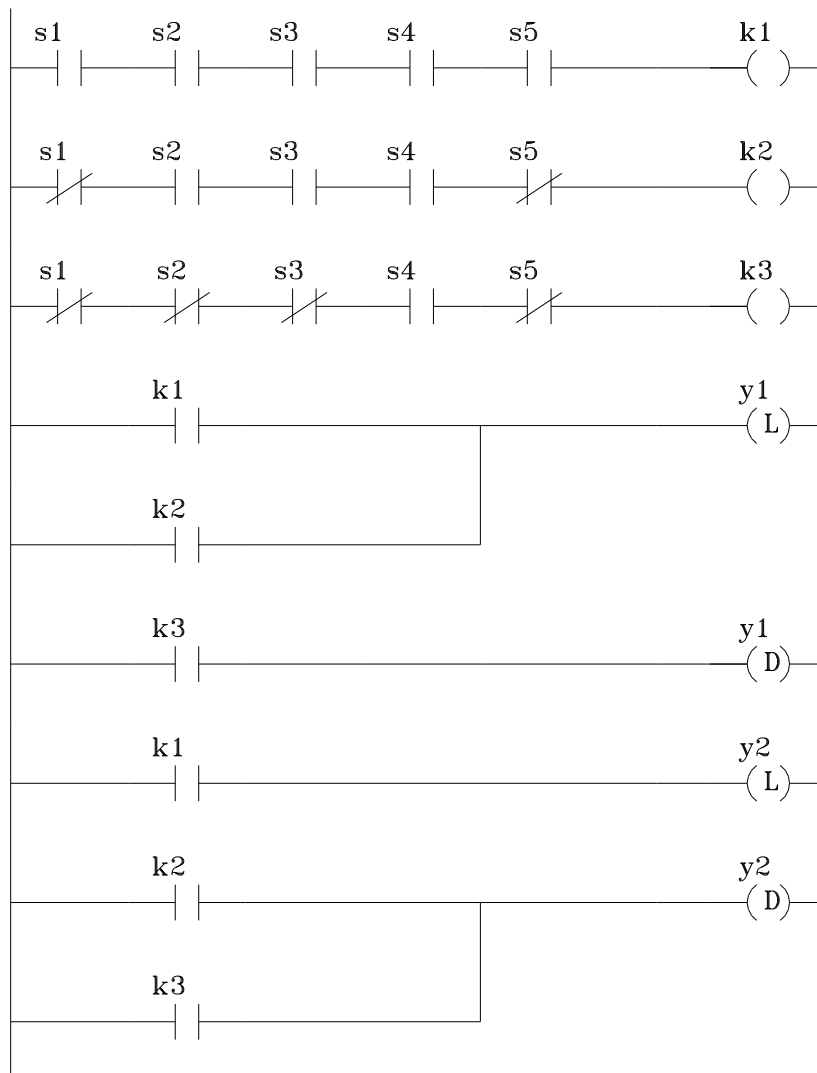 s1 s2 s3 s4 s5 k1
s1 s2 s3 s4 s5 k2
s1 s2 s3 s4 s5 k3
k1 y1
L
k2
k3 y1
D
k1 y2
L
k2 y2
D
k3